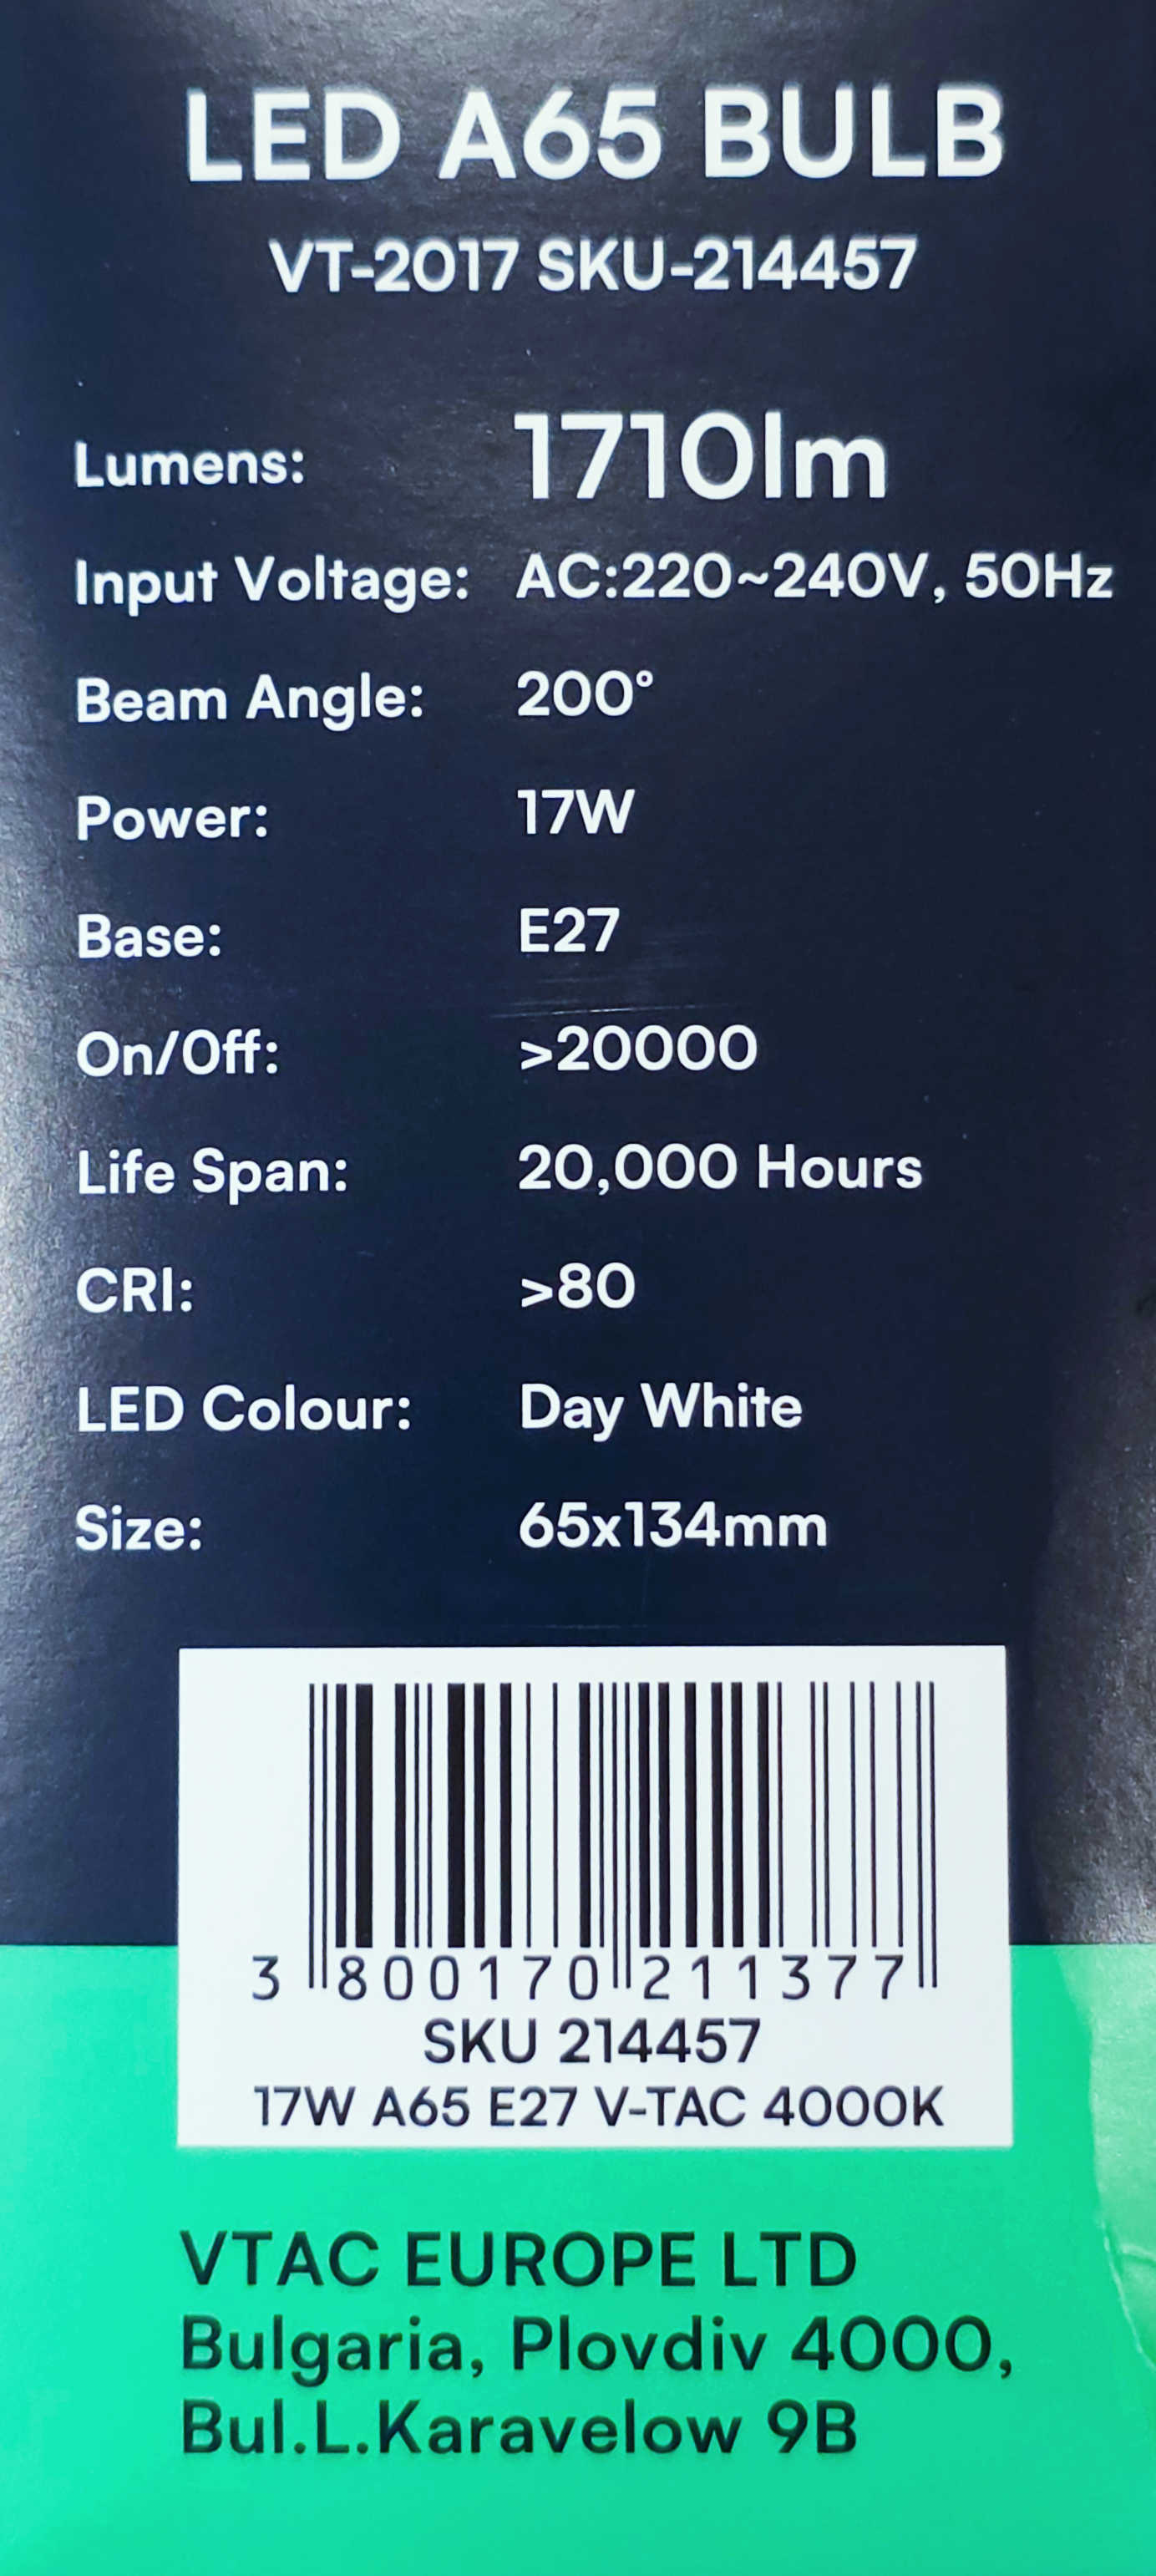 LED A65 BULB
VT-2017 SKU-214457
Lumens: 1710lm
Input Voltage: AC:220~240V, 50Hz
Beam Angle: 200°
Power: 17W
Base: E27
On/Off: >20000
Life Span: 20,000 Hours
CRI: >80
LED Colour: Day White
Size: 65x134mm
3 800170 211377
SKU 214457
17W A65 E27 V-TAC 4000K
VTAC EUROPE LTD
Bulgaria, Plovdiv 4000,
Bul.L.Karavelow 9B